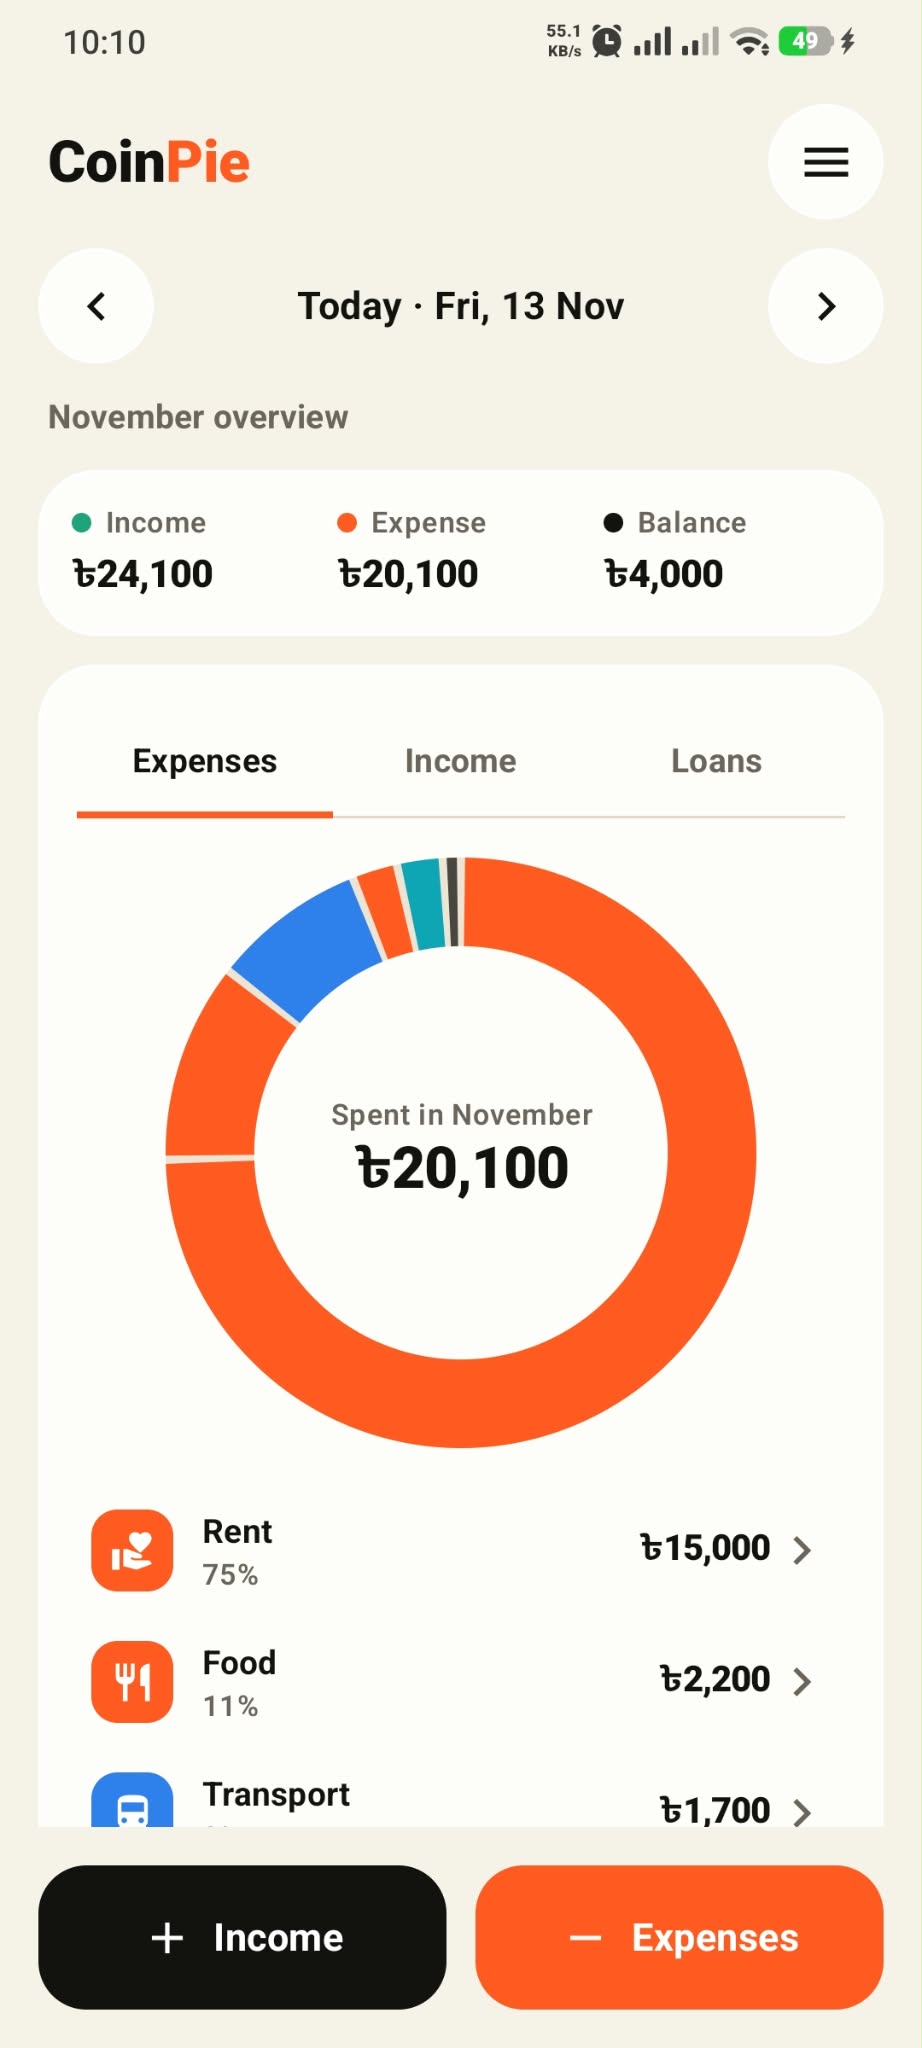 10:10
55.1
KB/s
49
CoinPie
Today · Fri, 13 Nov
November overview
Income
Expense
Balance
৳24,100
৳20,100
৳4,000
Expenses
Income
Loans
Spent in November
৳20,100
Rent
৳15,000
75%
Food
৳2,200
11%
Transport
৳1,700
+ Income
− Expenses